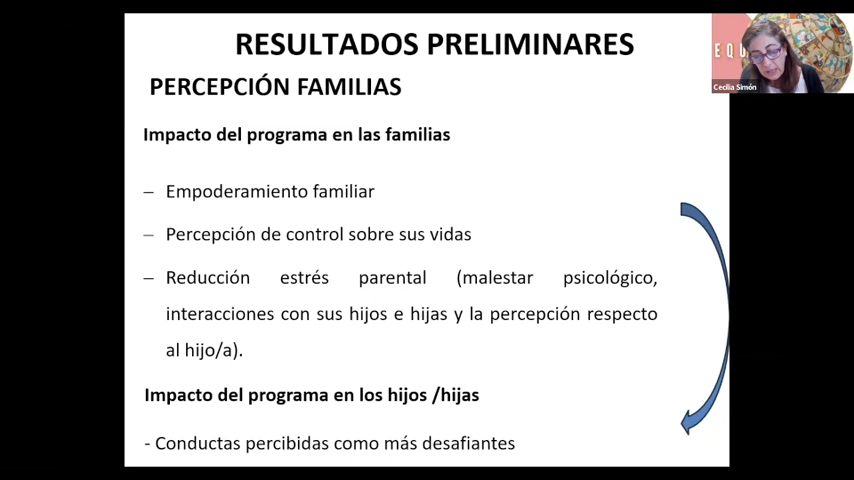 RESULTADOS PRELIMINARES
EQU
Cecilia Simón
PERCEPCIÓN FAMILIAS
Impacto del programa en las familias
– Empoderamiento familiar
– Percepción de control sobre sus vidas
– Reducción estrés parental (malestar psicológico,
interacciones con sus hijos e hijas y la percepción respecto
al hijo/a).
Impacto del programa en los hijos /hijas
- Conductas percibidas como más desafiantes